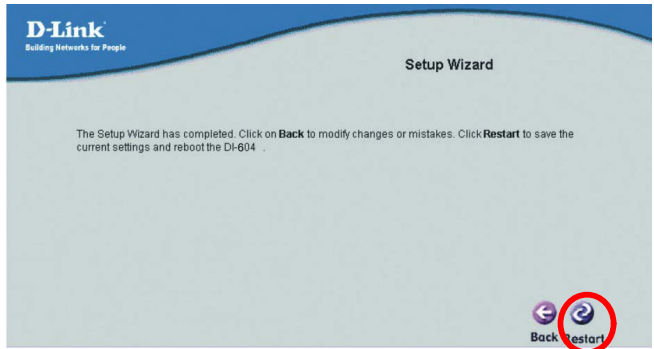 D-Link
Building Networks for People
Setup Wizard
The Setup Wizard has completed. Click on Back to modify changes or mistakes. Click Restart to save the
current settings and reboot the DI-604 .
Back Restart